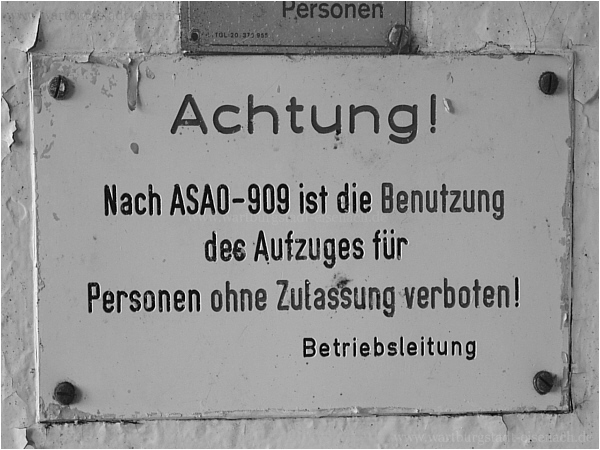 Personen
Achtung!
Nach ASAO-909 ist die Benutzung
des Aufzuges für
Personen ohne Zulassung verboten!
Betriebsleitung